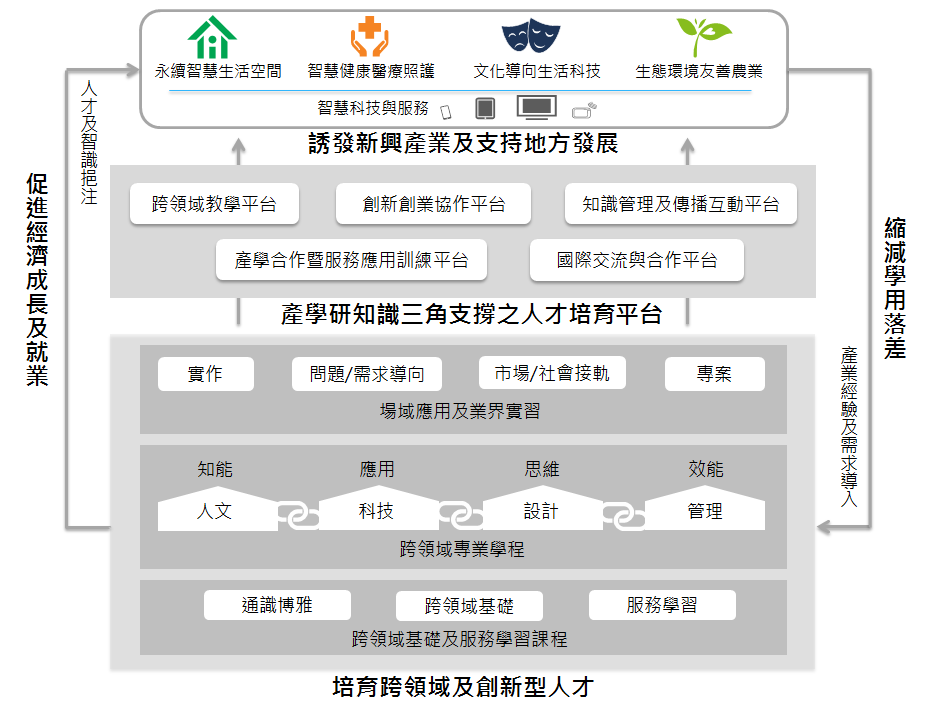 永續智慧生活空間
智慧健康醫療照護
文化導向生活科技
生態環境友善農業
智慧科技與服務
誘發新興產業及支持地方發展
人才及智識挹注
促進經濟成長及就業
跨領域教學平台
創新創業協作平台
知識管理及傳播互動平台
產學合作暨服務應用訓練平台
國際交流與合作平台
產學研知識三角支撐之人才培育平台
縮減學用落差
產業經驗及需求導入
實作
問題/需求導向
市場/社會接軌
專案
場域應用及業界實習
知能
應用
思維
效能
人文
科技
設計
管理
跨領域專業學程
通識博雅
跨領域基礎
服務學習
跨領域基礎及服務學習課程
培育跨領域及創新型人才